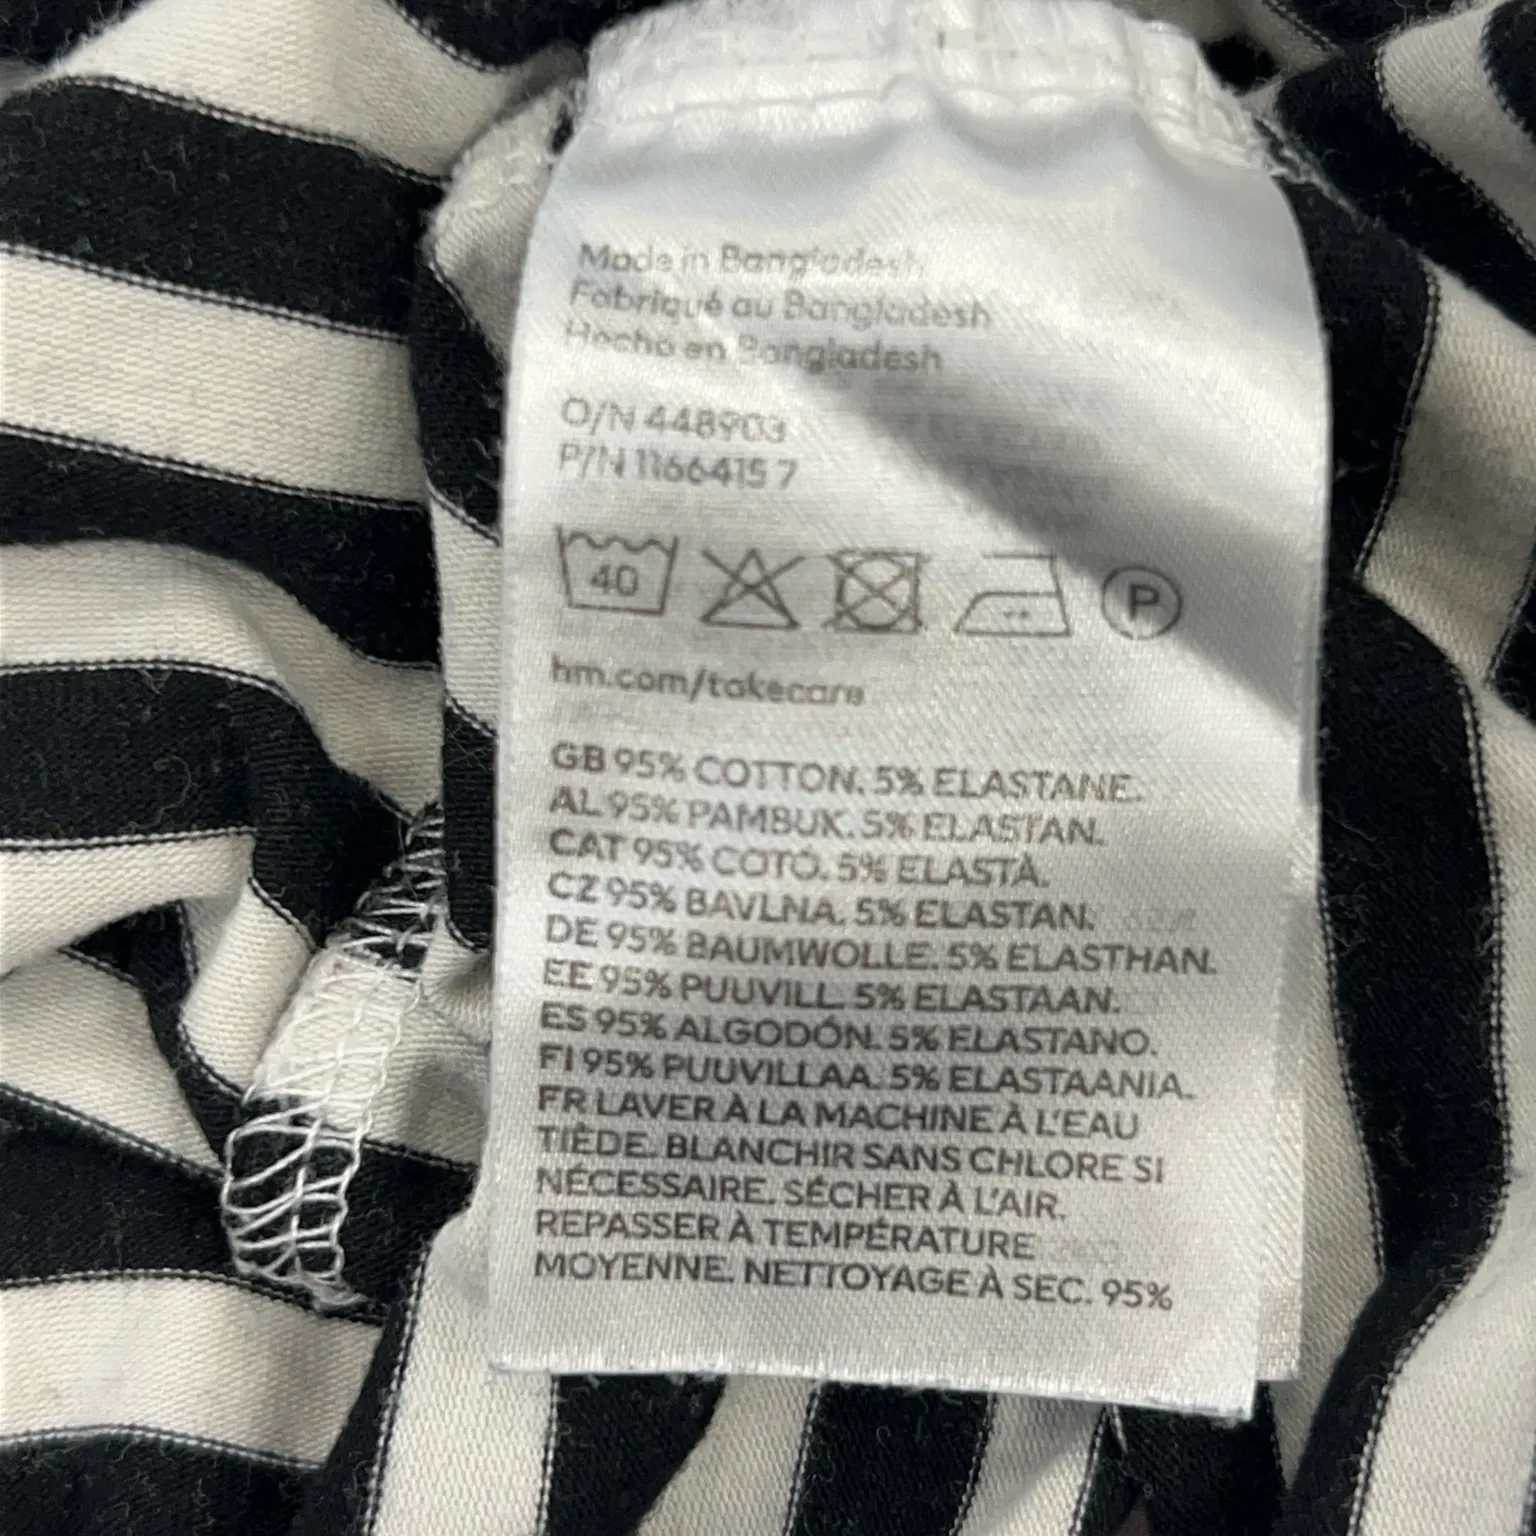 Made in Bangladesh
Fabriqué au Bangladesh
Hecho en Bangladesh
O/N 448903
P/N 11664157
40
P
hm.com/takecare
GB 95% COTTON. 5% ELASTANE.
AL 95% PAMBUK. 5% ELASTAN.
CAT 95% COTÓ. 5% ELASTÀ.
CZ 95% BAVLNA. 5% ELASTAN.
DE 95% BAUMWOLLE. 5% ELASTHAN.
EE 95% PUUVILL. 5% ELASTAAN.
ES 95% ALGODÓN. 5% ELASTANO.
FI 95% PUUVILLAA. 5% ELASTAANIA.
FR LAVER À LA MACHINE À L'EAU
TIÈDE. BLANCHIR SANS CHLORE SI
NÉCESSAIRE. SÉCHER À L'AIR.
REPASSER À TEMPÉRATURE
MOYENNE. NETTOYAGE À SEC. 95%